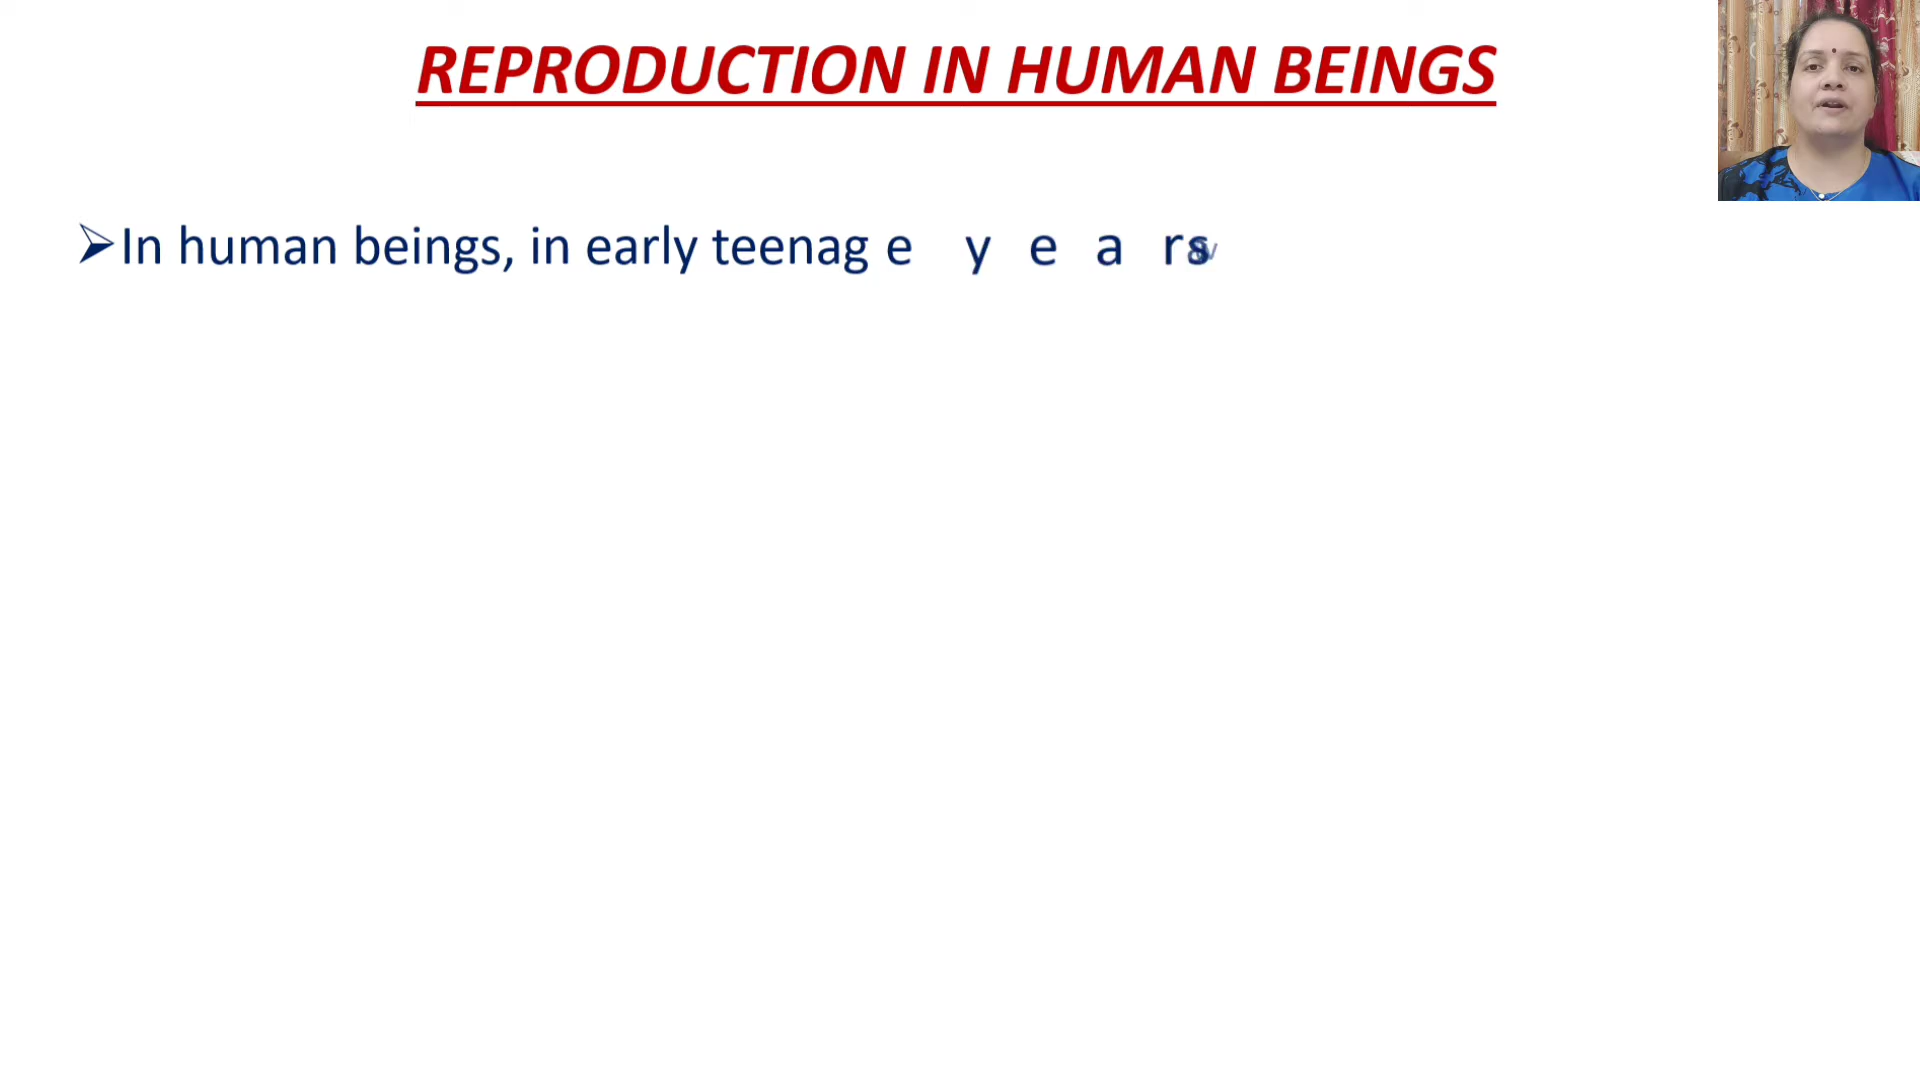 REPRODUCTION IN HUMAN BEINGS
➢In human beings, in early teenage years